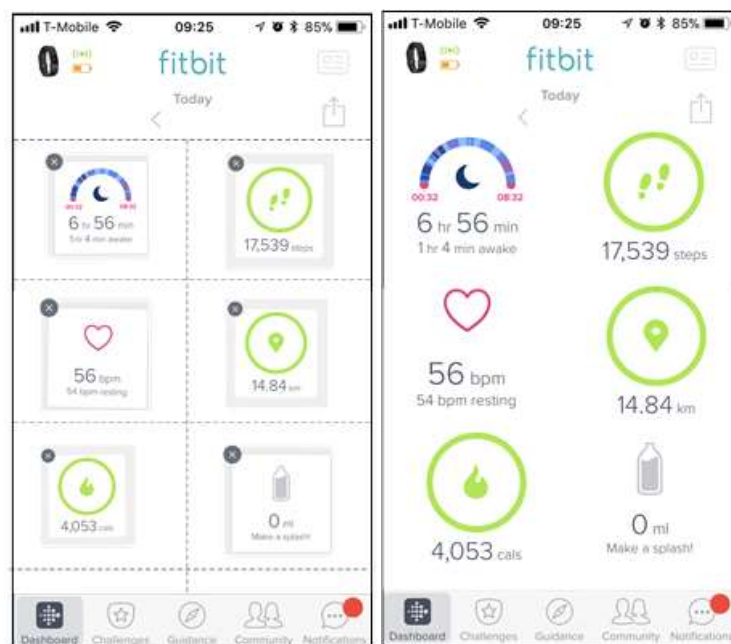 T-Mobile 09:25 85%
fitbit
Today
00:32 08:32
6 hr 56 min
1 hr 4 min awake
17,539 steps
56 bpm
54 bpm resting
14.84 km
4,053 cals
0 ml
Make a splash!
Dashboard Challenges Guidance Community Notifications
T-Mobile 09:25 85%
fitbit
Today
00:32 08:32
6 hr 56 min
1 hr 4 min awake
17,539 steps
56 bpm
54 bpm resting
14.84 km
4,053 cals
0 ml
Make a splash!
Dashboard Challenges Guidance Community Notifications